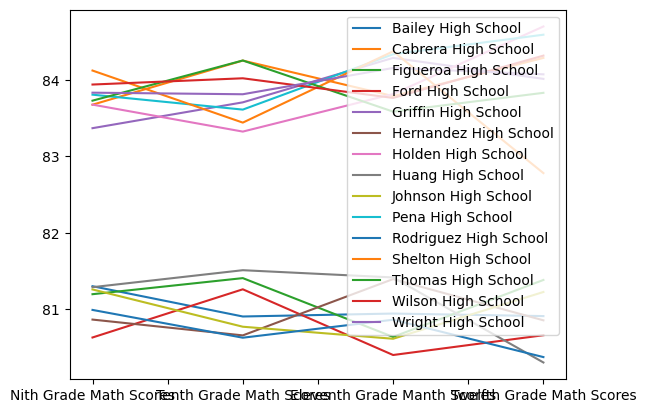 84
83
82
81
Bailey High School
Cabrera High School
Figueroa High School
Ford High School
Griffin High School
Hernandez High School
Holden High School
Huang High School
Johnson High School
Pena High School
Rodriguez High School
Shelton High School
Thomas High School
Wilson High School
Wright High School
Nith Grade Math Scores
Tenth Grade Math Scores
Eleventh Grade Manth Scores
Twelfth Grade Math Scores